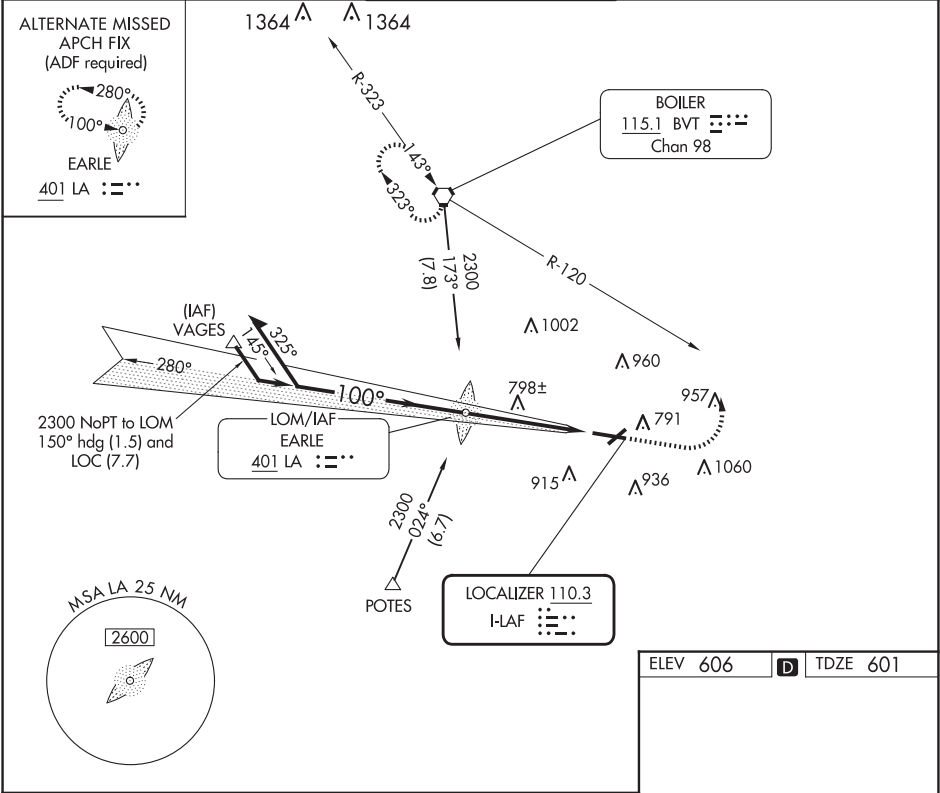 ALTERNATE MISSED
APCH FIX
(ADF required)
280°
100°
EARLE
401 LA
1364
1364
R-323
BOILER
115.1 BVT
Chan 98
143°
323°
2300
173°
(7.8)
R-120
(IAF)
VAGES
145°
325°
280°
100°
1002
960
798±
957
791
2300 NoPT to LOM
150° hdg (1.5) and
LOC (7.7)
LOM/IAF
EARLE
401 LA
915
936
1060
2300
024°
(6.7)
POTES
LOCALIZER 110.3
I-LAF
MSA LA 25 NM
2600
ELEV 606 D TDZE 601